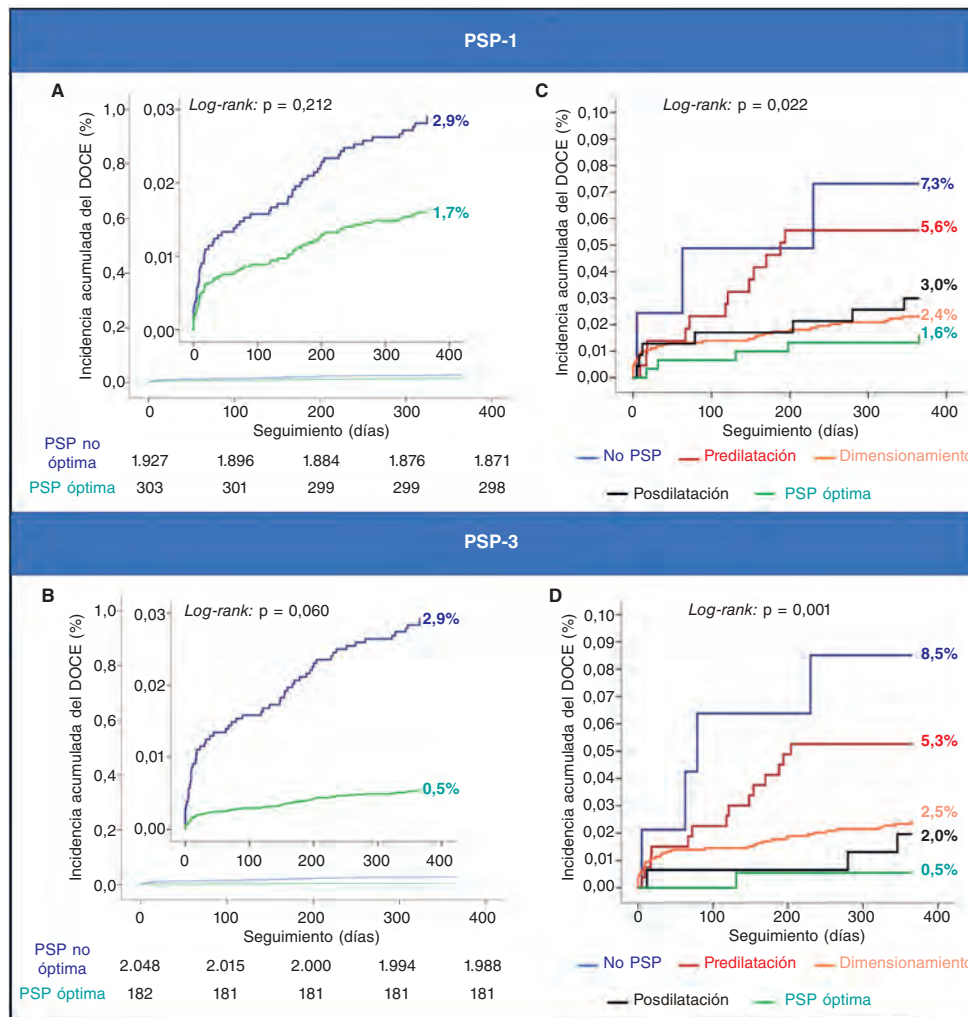 PSP-1
A
Log-rank: p = 0,212
Incidencia acumulada del DOCE (%)
1,0
0,8
0,6
0,4
0,2
0,0
0,03
0,02
0,01
0,00
2,9%
1,7%
0 100 200 300 400
0 100 200 300 400
Seguimiento (días)
PSP no
óptima 1.927 1.896 1.884 1.876 1.871
PSP óptima 303 301 299 299 298
C
Log-rank: p = 0,022
Incidencia acumulada del DOCE (%)
0,10
0,09
0,08
0,07
0,06
0,05
0,04
0,03
0,02
0,01
0,00
7,3%
5,6%
3,0%
2,4%
1,6%
0 100 200 300 400
Seguimiento (días)
No PSP Predilatación Dimensionamiento
Posdilatación PSP óptima
PSP-3
B
Log-rank: p = 0,060
Incidencia acumulada del DOCE (%)
1,0
0,8
0,6
0,4
0,2
0,0
0,03
0,02
0,01
0,00
2,9%
0,5%
0 100 200 300 400
0 100 200 300 400
Seguimiento (días)
PSP no
óptima 2.048 2.015 2.000 1.994 1.988
PSP óptima 182 181 181 181 181
D
Log-rank: p = 0,001
Incidencia acumulada del DOCE (%)
0,10
0,09
0,08
0,07
0,06
0,05
0,04
0,03
0,02
0,01
0,00
8,5%
5,3%
2,5%
2,0%
0,5%
0 100 200 300 400
Seguimiento (días)
No PSP Predilatación Dimensionamiento
Posdilatación PSP óptima